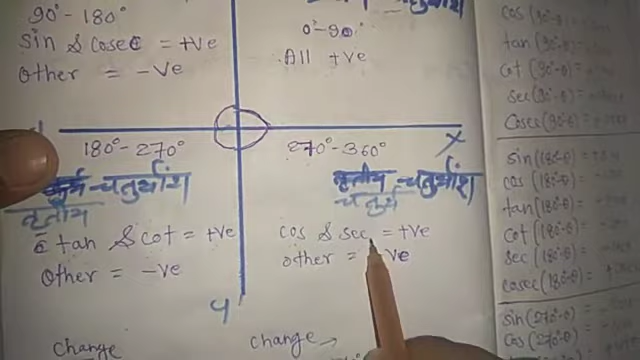 90°-180°
sin & cosec = +ve
other = -ve
चतुर्थांश
0°-90°
All +ve
X
180°-270°
चतुर्थांश
तृतीय
tan & cot = +ve
other = -ve
270°-360°
तृतीय चतुर्थांश
चतुर्थ
cos & sec = +ve
other = -ve
y'
Change
Change →
cos(90°-θ)
tan(90°-θ)
cot(90°-θ)
sec(90°-θ)
cosec(90°-θ)
sin(180°-θ)
cos(180°-θ)
tan(180°-θ)
cot(180°-θ)
sec(180°-θ)
cosec(180°-θ)
sin(270°-θ)
cos(270°-θ)